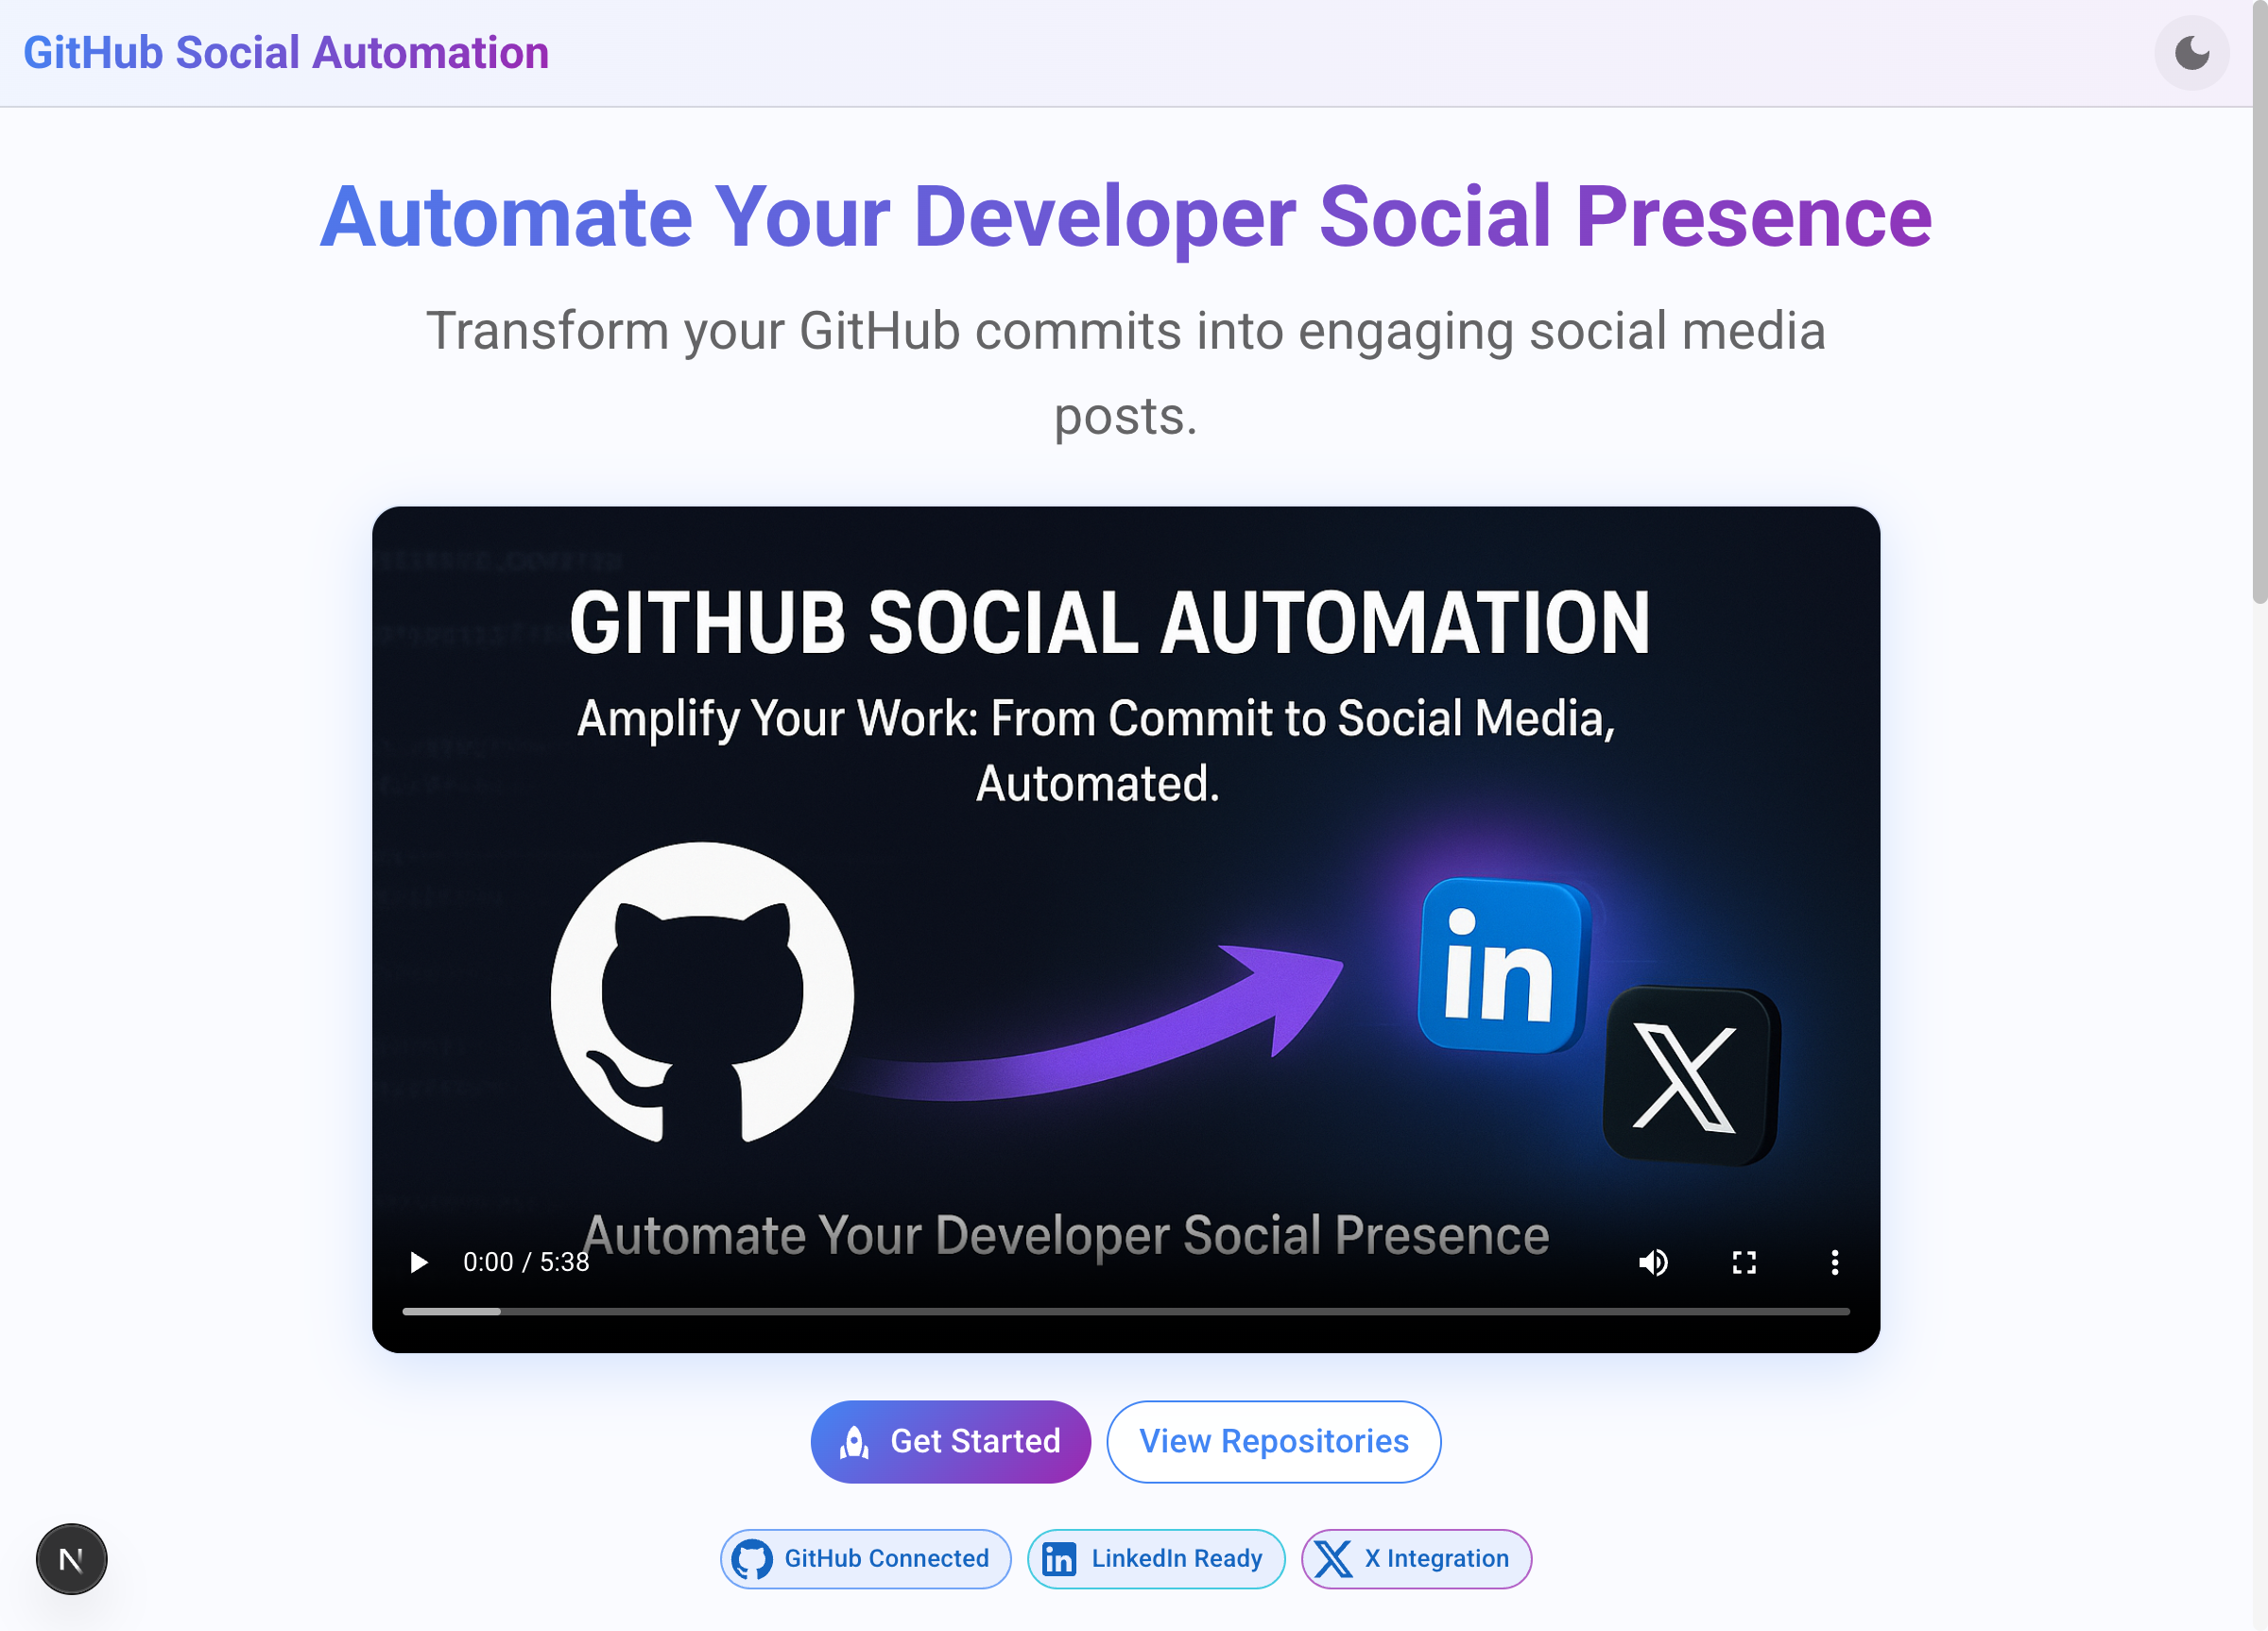 GitHub Social Automation
Automate Your Developer Social Presence
Transform your GitHub commits into engaging social media
posts.
GITHUB SOCIAL AUTOMATION
Amplify Your Work: From Commit to Social Media,
Automated.
in
X
Automate Your Developer Social Presence
0:00 / 5:38
Get Started
View Repositories
GitHub Connected
in LinkedIn Ready
X X Integration
N